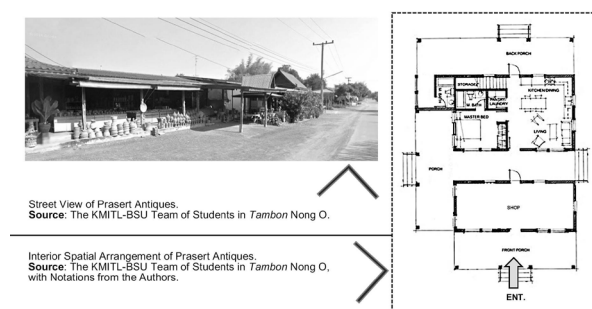 Street View of Prasert Antiques.
Source: The KMITL-BSU Team of Students in Tambon Nong O.
Interior Spatial Arrangement of Prasert Antiques.
Source: The KMITL-BSU Team of Students in Tambon Nong O,
with Notations from the Authors.
BACK PORCH
STORAGE
KITCHEN/DINING
LAUNDRY
MASTER BED
LIVING
PORCH
SHOP
FRONT PORCH
ENT.